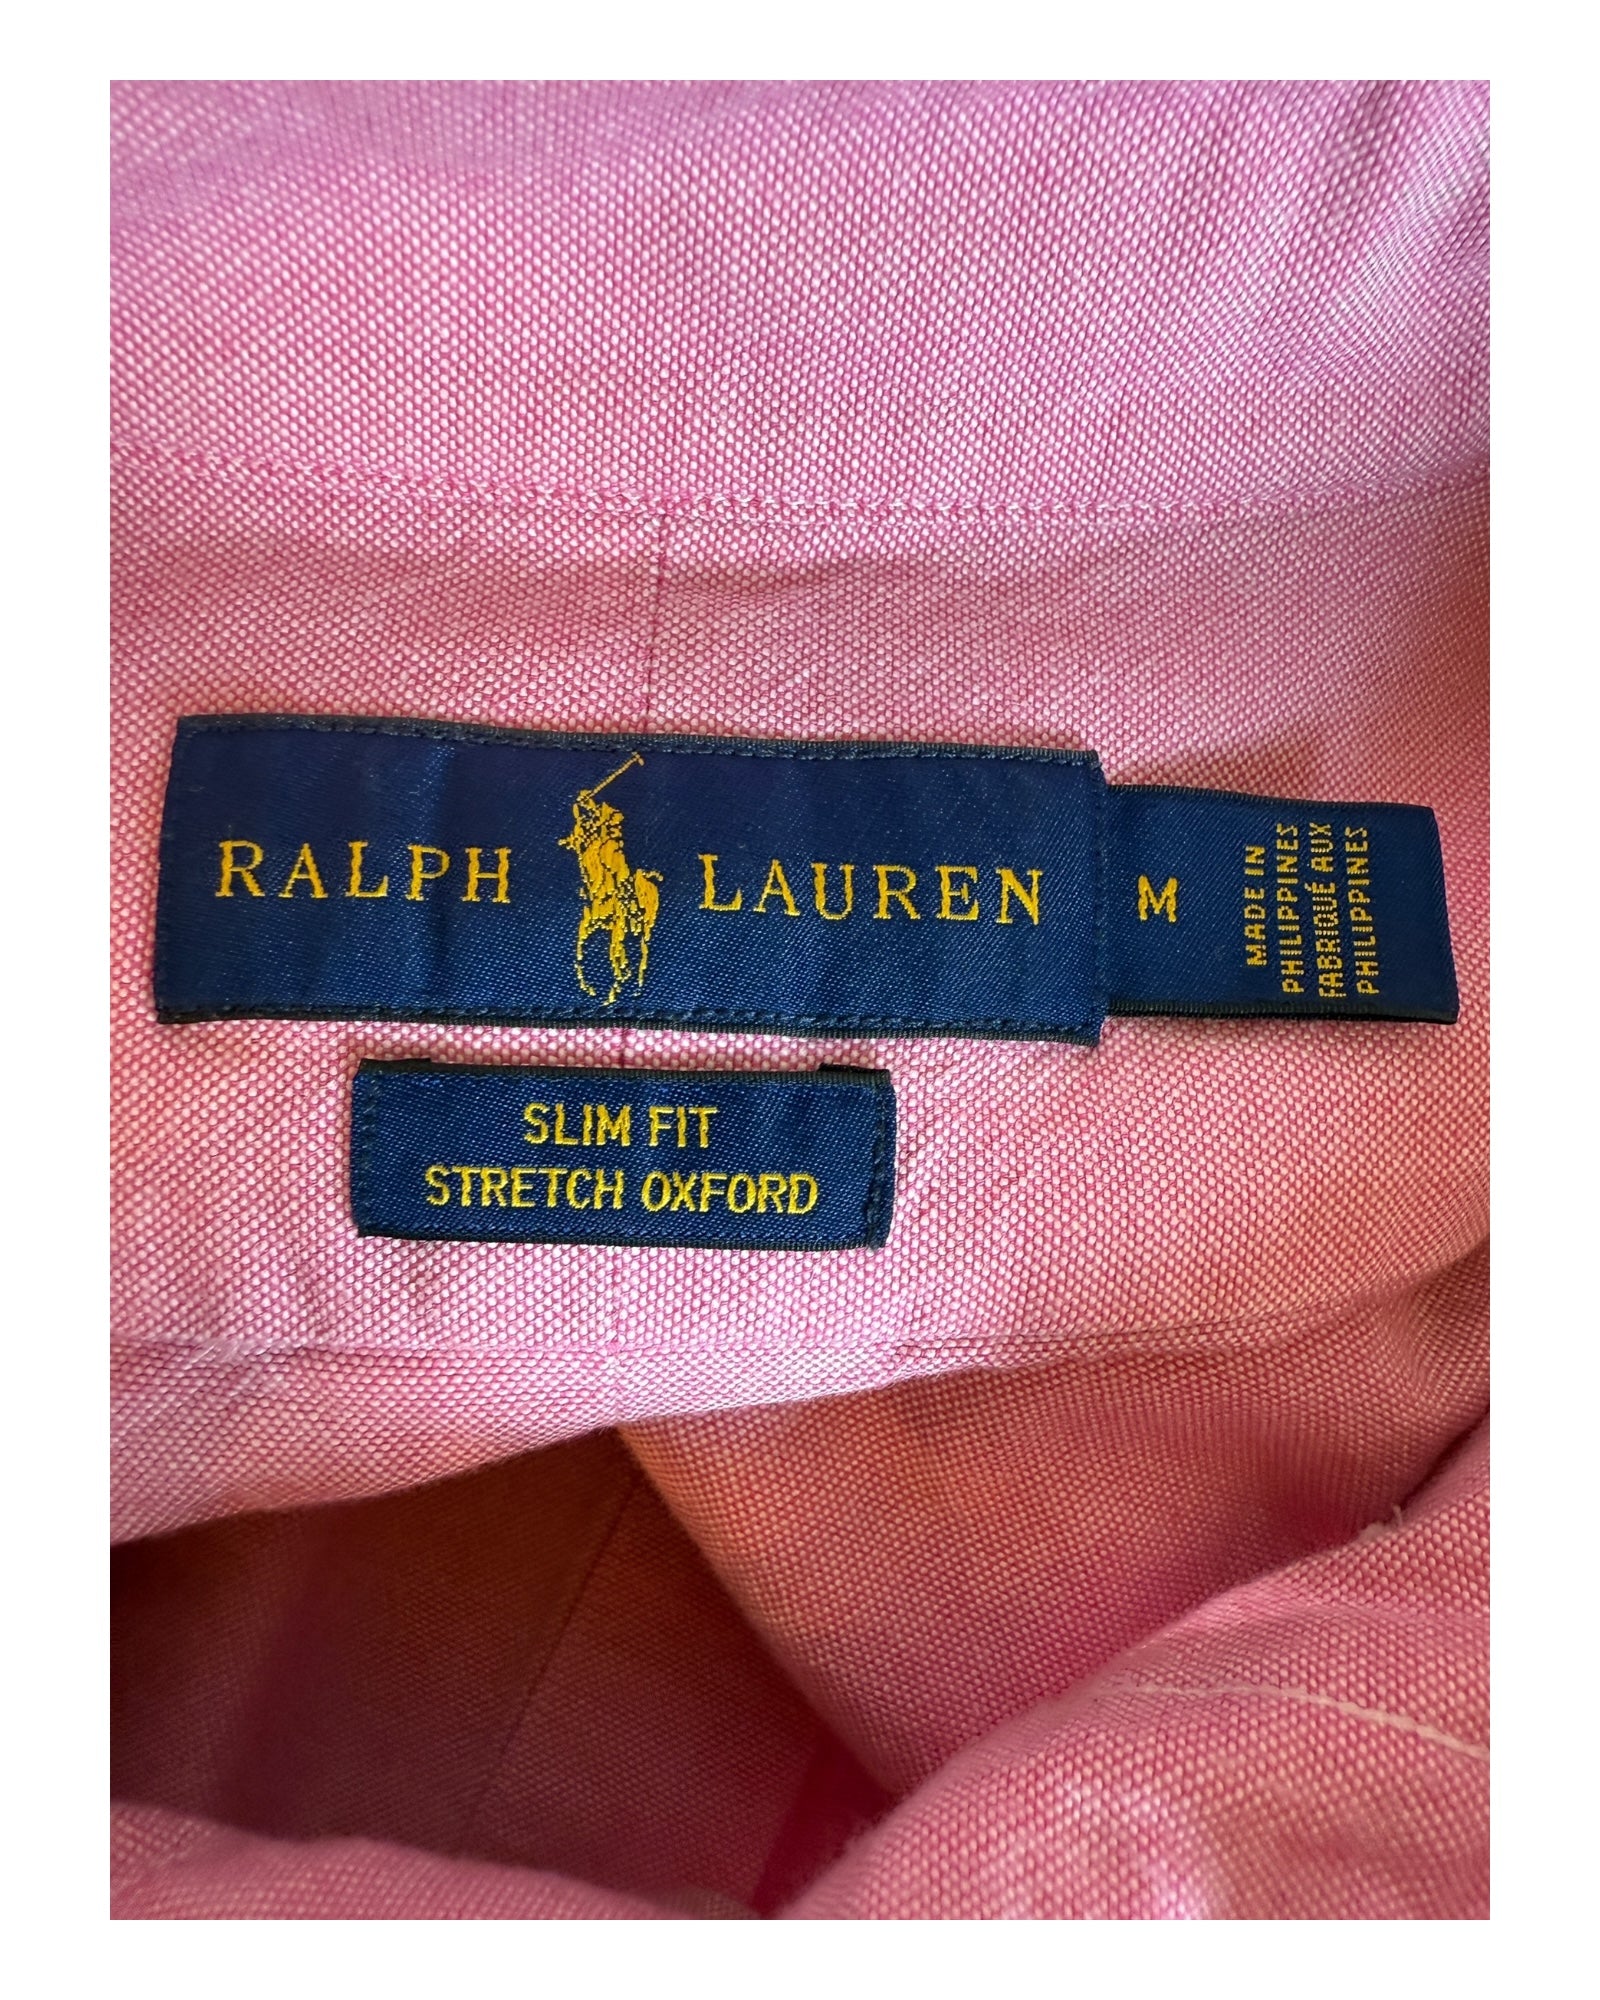 RALPH LAUREN
M
MADE IN
PHILIPPINES
FABRIQUÉ AUX
PHILIPPINES
SLIM FIT
STRETCH OXFORD